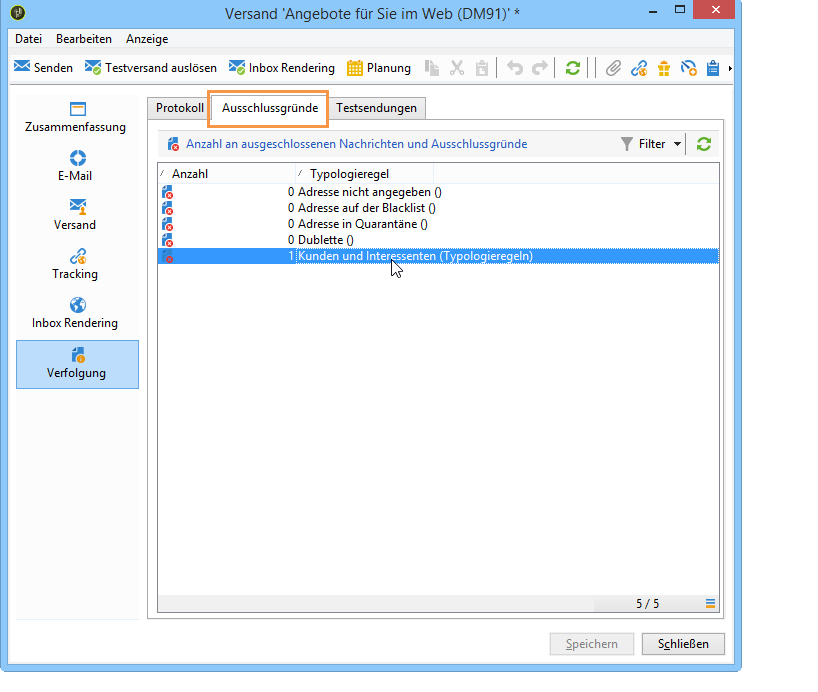 Versand 'Angebote für Sie im Web (DM91)' *
Datei Bearbeiten Anzeige
Senden Testversand auslösen Inbox Rendering Planung
Zusammenfassung
E-Mail
Versand
Tracking
Inbox Rendering
Verfolgung
Protokoll Ausschlussgründe Testsendungen
Anzahl an ausgeschlossenen Nachrichten und Ausschlussgründe Filter
Anzahl Typologieregel
0 Adresse nicht angegeben ()
0 Adresse auf der Blacklist ()
0 Adresse in Quarantäne ()
0 Dublette ()
1 Kunden und Interessenten (Typologieregeln)
5 / 5
Speichern Schließen